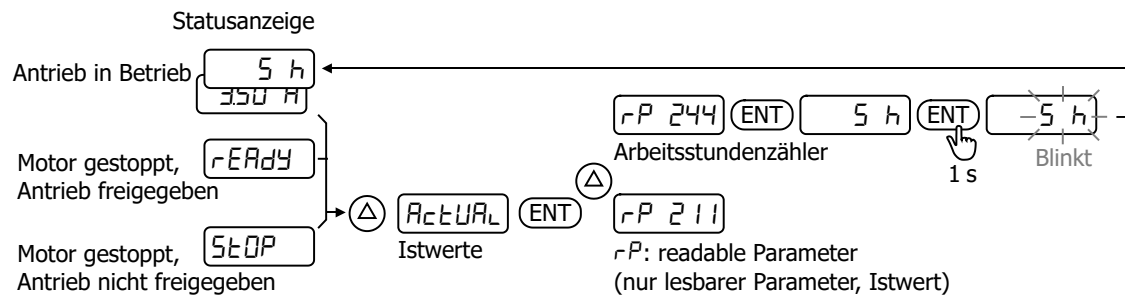 Statusanzeige
Antrieb in Betrieb
5 h
3.50 A
Motor gestoppt,
Antrieb freigegeben
rEAdY
Motor gestoppt,
Antrieb nicht freigegeben
StOP
ActUAL
ENT
Istwerte
rP 244
ENT
5 h
ENT
5 h
Arbeitsstundenzähler
1 s
Blinkt
rP 211
rP: readable Parameter
(nur lesbarer Parameter, Istwert)